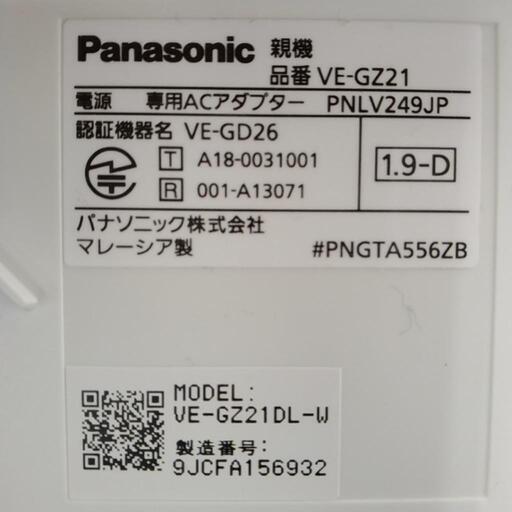 Panasonic 親機
品番 VE-GZ21
電源 専用ACアダプター PNLV249JP
認証機器名 VE-GD26
T A18-0031001
R 001-A13071
1.9-D
パナソニック株式会社
マレーシア製 #PNGTA556ZB
MODEL:
VE-GZ21DL-W
製造番号:
9JCFA156932